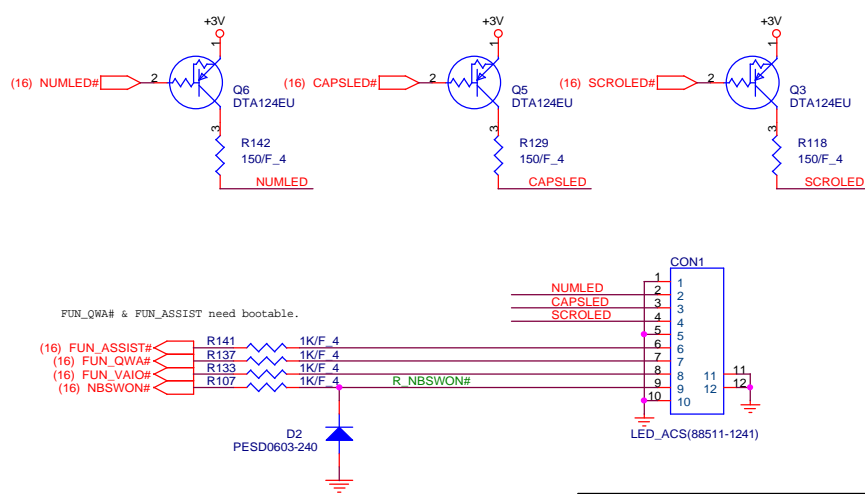 +3V +3V +3V
1 1 1
(16) NUMLED# 2 (16) CAPSLED# 2 (16) SCROLED# 2
Q6 Q5 Q3
DTA124EU DTA124EU DTA124EU
3 3 3
R142 R129 R118
150/F_4 150/F_4 150/F_4
NUMLED CAPSLED SCROLED
CON1
1 1
NUMLED 2 2
CAPSLED 3 3
SCROLED 4 4
FUN_QWA# & FUN_ASSIST need bootable.
5 5
(16) FUN_ASSIST# R141 1K/F_4 6 6
(16) FUN_QWA# R137 1K/F_4 7 7
(16) FUN_VAIO# R133 1K/F_4 8 8 11 11
(16) NBSWON# R107 1K/F_4 R_NBSWON# 9 9 12 12
10 10
D2
PESD0603-240
LED_ACS(88511-1241)